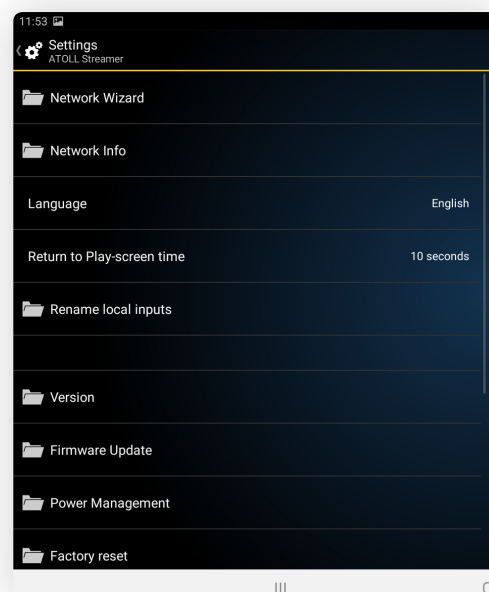 11:53
Settings
ATOLL Streamer
Network Wizard
Network Info
Language English
Return to Play-screen time 10 seconds
Rename local inputs
Version
Firmware Update
Power Management
Factory reset